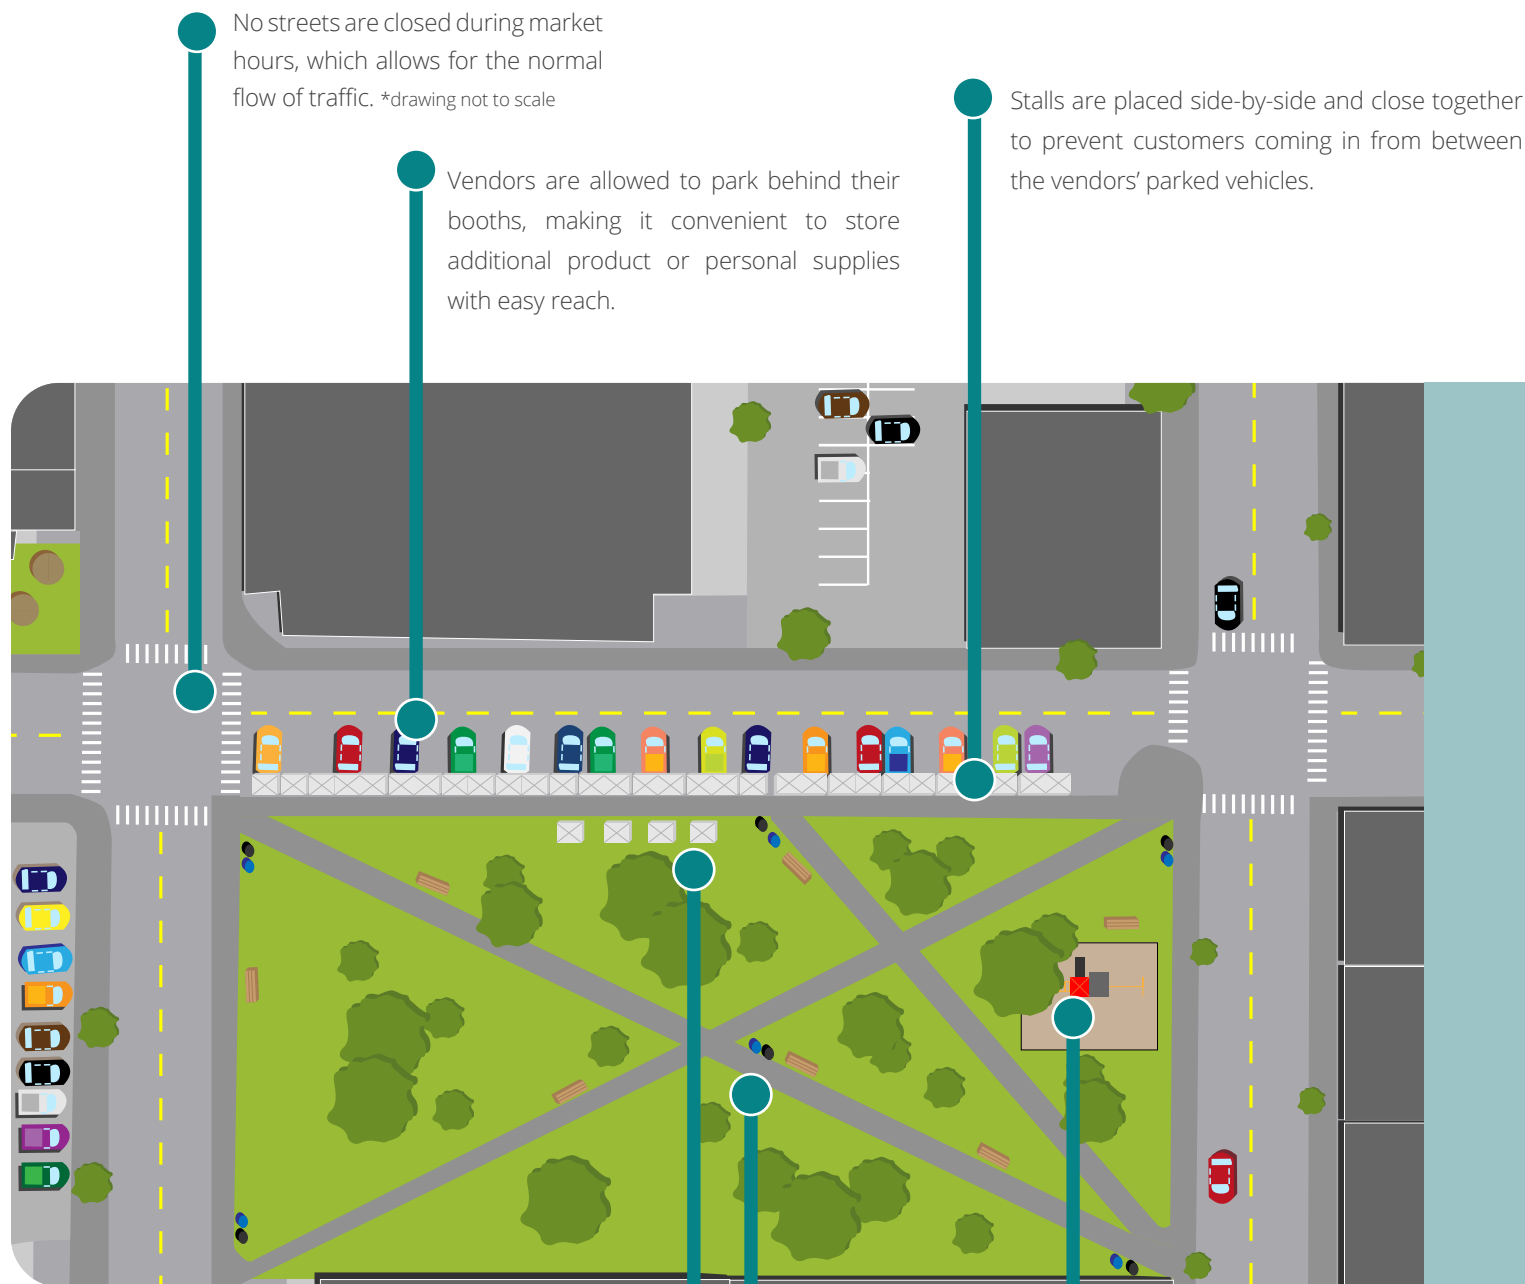 No streets are closed during market
hours, which allows for the normal
flow of traffic. *drawing not to scale
Vendors are allowed to park behind their
booths, making it convenient to store
additional product or personal supplies
with easy reach.
Stalls are placed side-by-side and close together
to prevent customers coming in from between
the vendors’ parked vehicles.